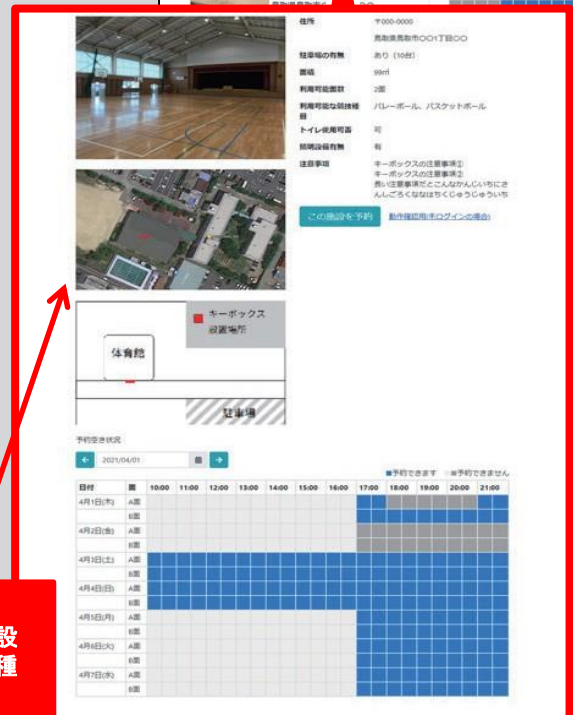 住所 〒000-0000
鳥取県鳥取市〇〇1丁目〇〇
駐車場の有無 あり（10台）
面積 99㎡
利用可能面数 2面
利用可能な競技種目 バレーボール、バスケットボール
トイレ使用可否 可
照明設備有無 有
注意事項 キーボックスの注意事項①
キーボックスの注意事項②
長い注意事項だとこんなかんじいちにさ
んしごろくななはちくじゅうじゅういち
この施設を予約 動作確認用(未ログインの場合)
キーボックス
設置場所
体育館
駐車場
予約空き状況
2021/04/01
■予約できます ■予約できません
日付 面 10:00 11:00 12:00 13:00 14:00 15:00 16:00 17:00 18:00 19:00 20:00 21:00
4月1日(木) A面
B面
4月2日(金) A面
B面
4月3日(土) A面
B面
4月4日(日) A面
B面
4月5日(月) A面
B面
4月6日(火) A面
B面
4月7日(水) A面
B面
設
種